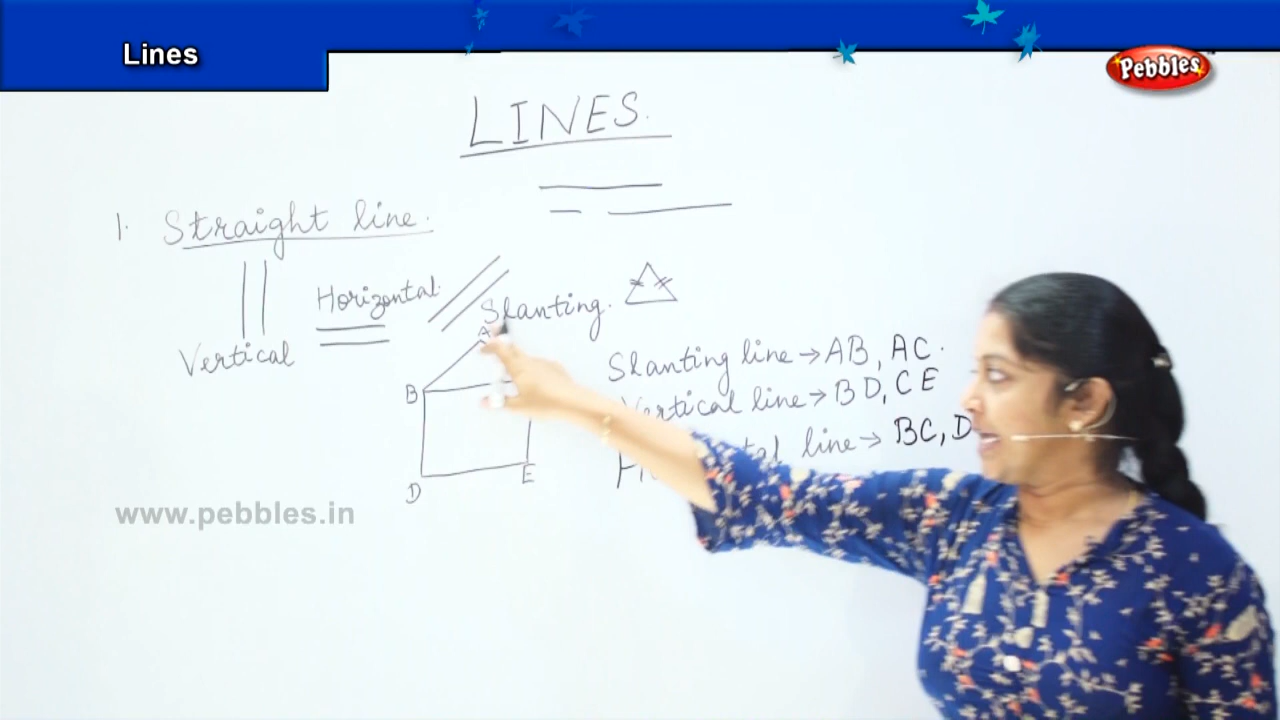 Lines
Pebbles
LINES.
1. Straight line.
Horizontal.
Slanting.
Vertical
A
B
D
E
Slanting line → AB, AC.
Vertical line → BD, CE
line → BC, D
www.pebbles.in